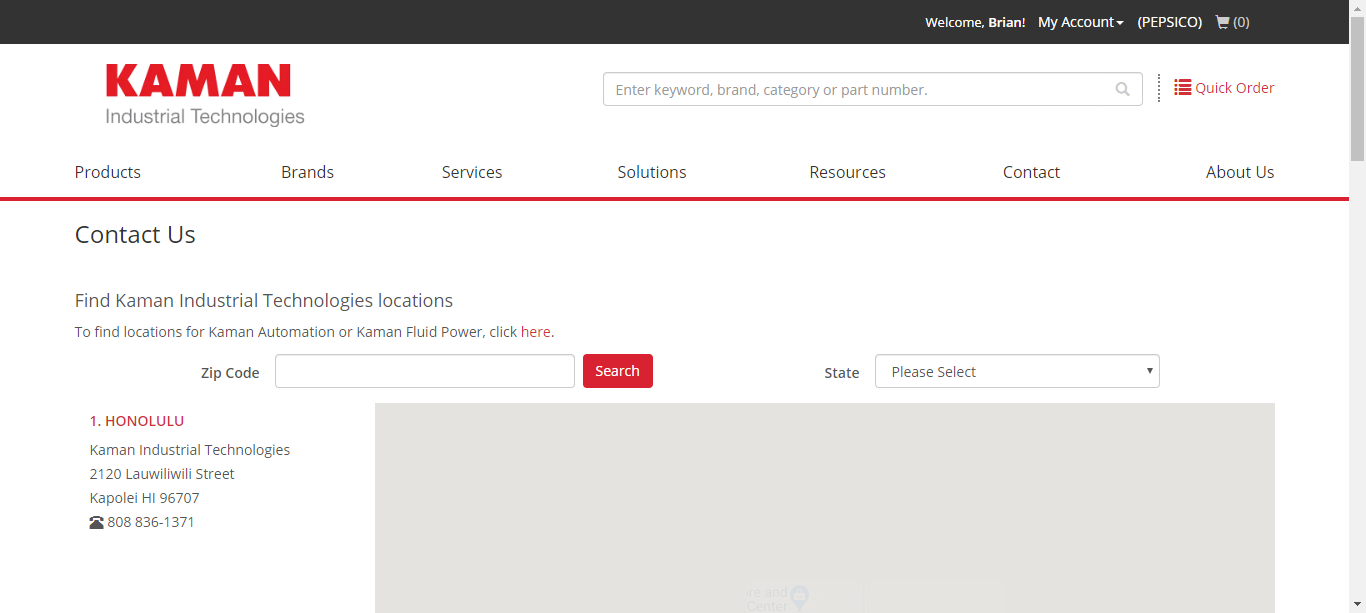 Welcome, Brian! My Account (PEPSICO) (0)
KAMAN
Industrial Technologies
Enter keyword, brand, category or part number.
Quick Order
Products Brands Services Solutions Resources Contact About Us
Contact Us
Find Kaman Industrial Technologies locations
To find locations for Kaman Automation or Kaman Fluid Power, click here.
Zip Code Search State Please Select
1. HONOLULU
Kaman Industrial Technologies
2120 Lauwiliwili Street
Kapolei HI 96707
808 836-1371
re and
Center